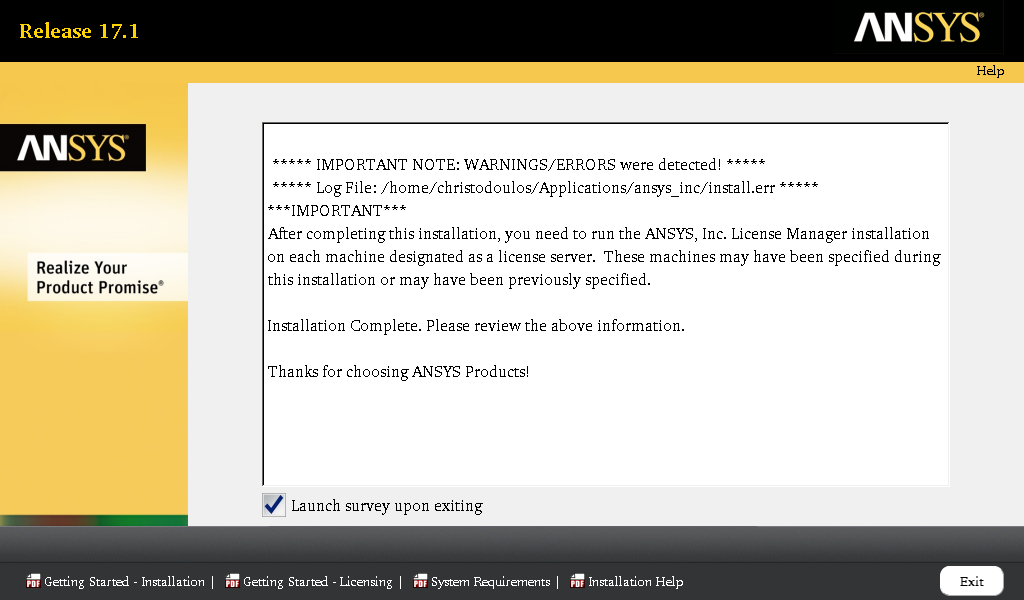 Release 17.1
ANSYS®
Help
ANSYS®
Realize Your
Product Promise®
***** IMPORTANT NOTE: WARNINGS/ERRORS were detected! *****
***** Log File: /home/christodoulos/Applications/ansys_inc/install.err *****
***IMPORTANT***
After completing this installation, you need to run the ANSYS, Inc. License Manager installation
on each machine designated as a license server.  These machines may have been specified during
this installation or may have been previously specified.
Installation Complete. Please review the above information.
Thanks for choosing ANSYS Products!
Launch survey upon exiting
PDF Getting Started - Installation | PDF Getting Started - Licensing | PDF System Requirements | PDF Installation Help
Exit